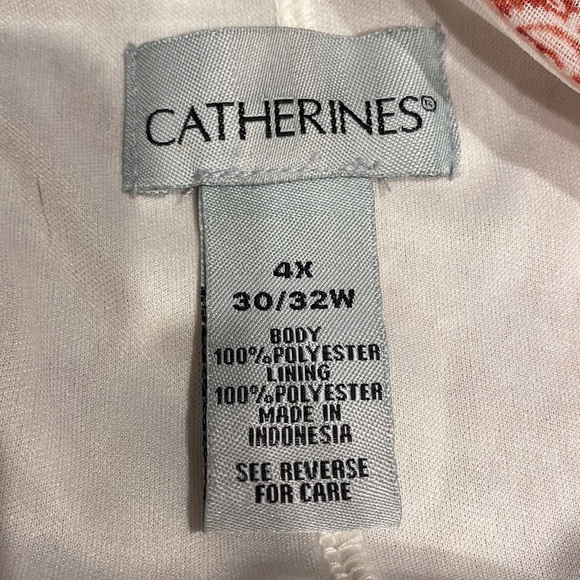 CATHERINES®
4X
30/32W
BODY
100%POLYESTER
LINING
100%POLYESTER
MADE IN
INDONESIA
SEE REVERSE
FOR CARE